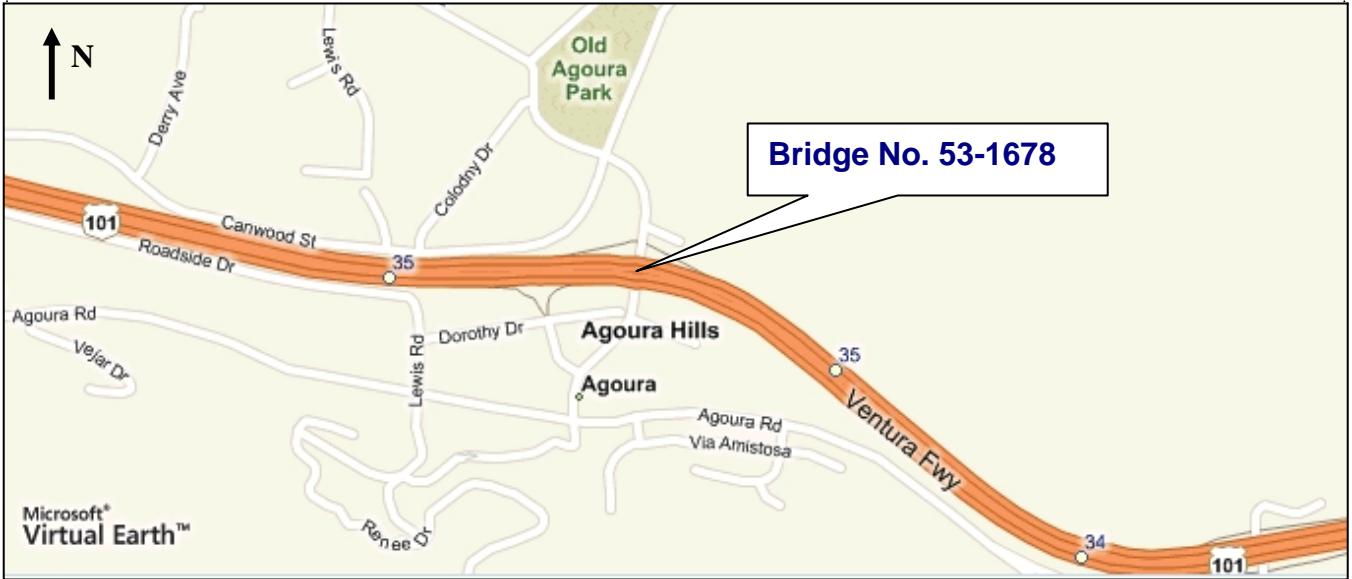 N
Old
Agoura
Park
Lewis Rd
Derry Ave
Bridge No. 53-1678
Colodny Dr
101
Canwood St
Roadside Dr
35
Agoura Rd
Dorothy Dr
Agoura Hills
Vejar Dr
Lewis Rd
35
Agoura
Agoura Rd
Ventura Fwy
Via Amistosa
Microsoft®
Virtual Earth™
Renee Dr
34
101